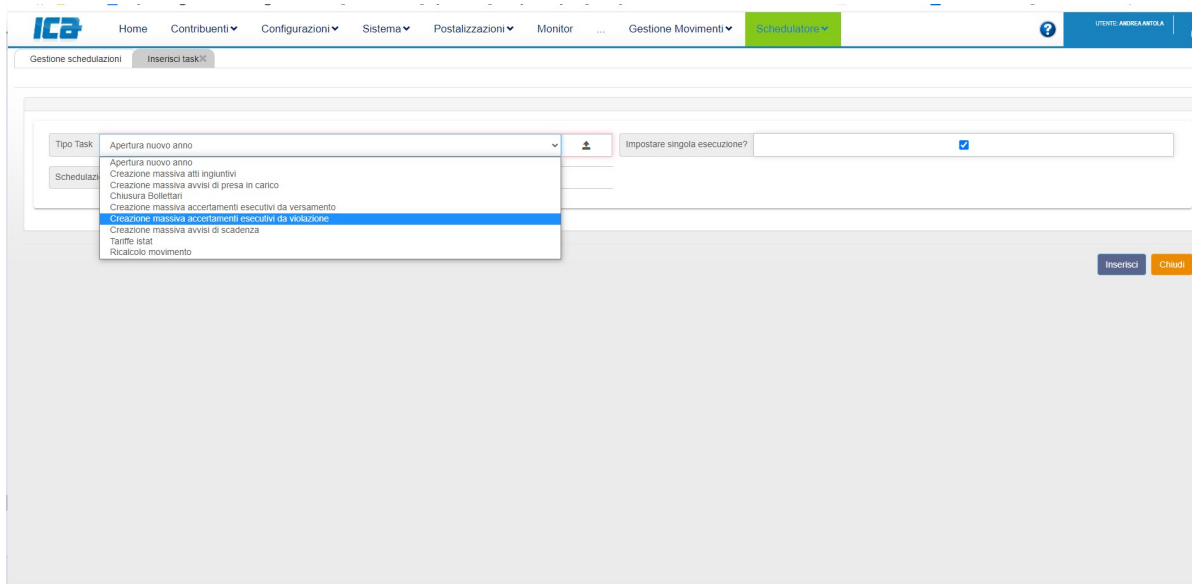 ICA Home Contribuenti Configurazioni Sistema Postalizzazioni Monitor ... Gestione Movimenti Schedulatore ? UTENTE: ANDREA ANTOLA
Gestione schedulazioni Inserisci task
Tipo Task Apertura nuovo anno Impostare singola esecuzione?
Apertura nuovo anno
Creazione massiva atti ingiuntivi
Schedulazi
Creazione massiva avvisi di presa in carico
Chiusura Bollettari
Creazione massiva accertamenti esecutivi da versamento
Creazione massiva accertamenti esecutivi da violazione
Creazione massiva avvisi di scadenza
Tariffe istat
Ricalcolo movimento
Inserisci Chiudi